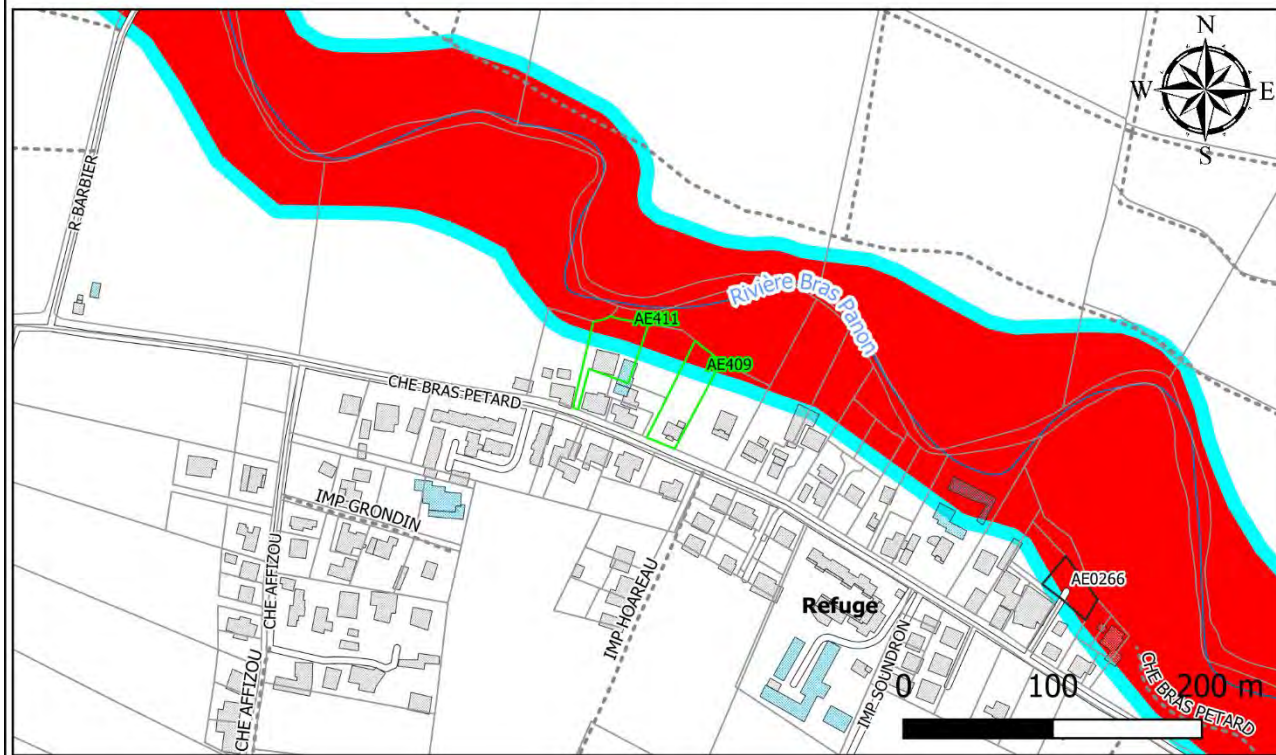 N
W E
S
R BARBIER
Rivière Bras Panon
AE411
AE409
CHE BRAS PETARD
IMP GRONDIN
CHE AFFIZOU
IMP HOAREAU
AE0266
Refuge
CHE AFFIZOU
IMP SOUNDRON
CHE BRAS PETARD
0 100 200 m